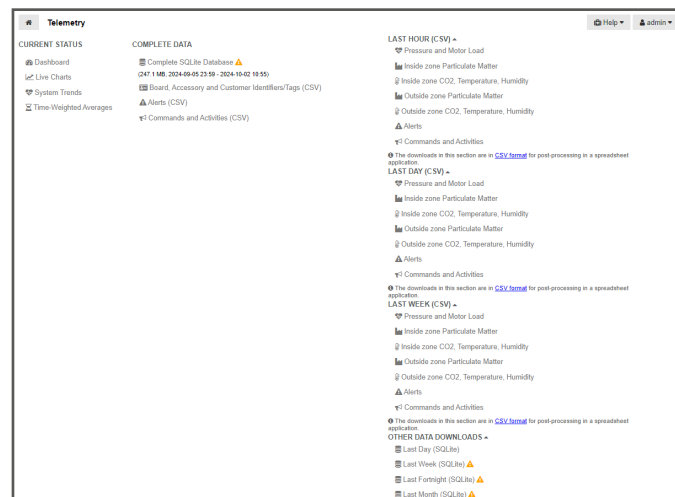 Telemetry
Help
admin
CURRENT STATUS
Dashboard
Live Charts
System Trends
Time-Weighted Averages
COMPLETE DATA
Complete SQLite Database
(247.1 MB, 2024-09-05 23:59 - 2024-10-02 10:55)
Board, Accessory and Customer Identifiers/Tags (CSV)
Alerts (CSV)
Commands and Activities (CSV)
LAST HOUR (CSV)
Pressure and Motor Load
Inside zone Particulate Matter
Inside zone CO2, Temperature, Humidity
Outside zone Particulate Matter
Outside zone CO2, Temperature, Humidity
Alerts
Commands and Activities
The downloads in this section are in CSV format for post-processing in a spreadsheet
application.
LAST DAY (CSV)
Pressure and Motor Load
Inside zone Particulate Matter
Inside zone CO2, Temperature, Humidity
Outside zone Particulate Matter
Outside zone CO2, Temperature, Humidity
Alerts
Commands and Activities
The downloads in this section are in CSV format for post-processing in a spreadsheet
application.
LAST WEEK (CSV)
Pressure and Motor Load
Inside zone Particulate Matter
Inside zone CO2, Temperature, Humidity
Outside zone Particulate Matter
Outside zone CO2, Temperature, Humidity
Alerts
Commands and Activities
The downloads in this section are in CSV format for post-processing in a spreadsheet
application.
OTHER DATA DOWNLOADS
Last Day (SQLite)
Last Week (SQLite)
Last Fortnight (SQLite)
Last Month (SQLite)